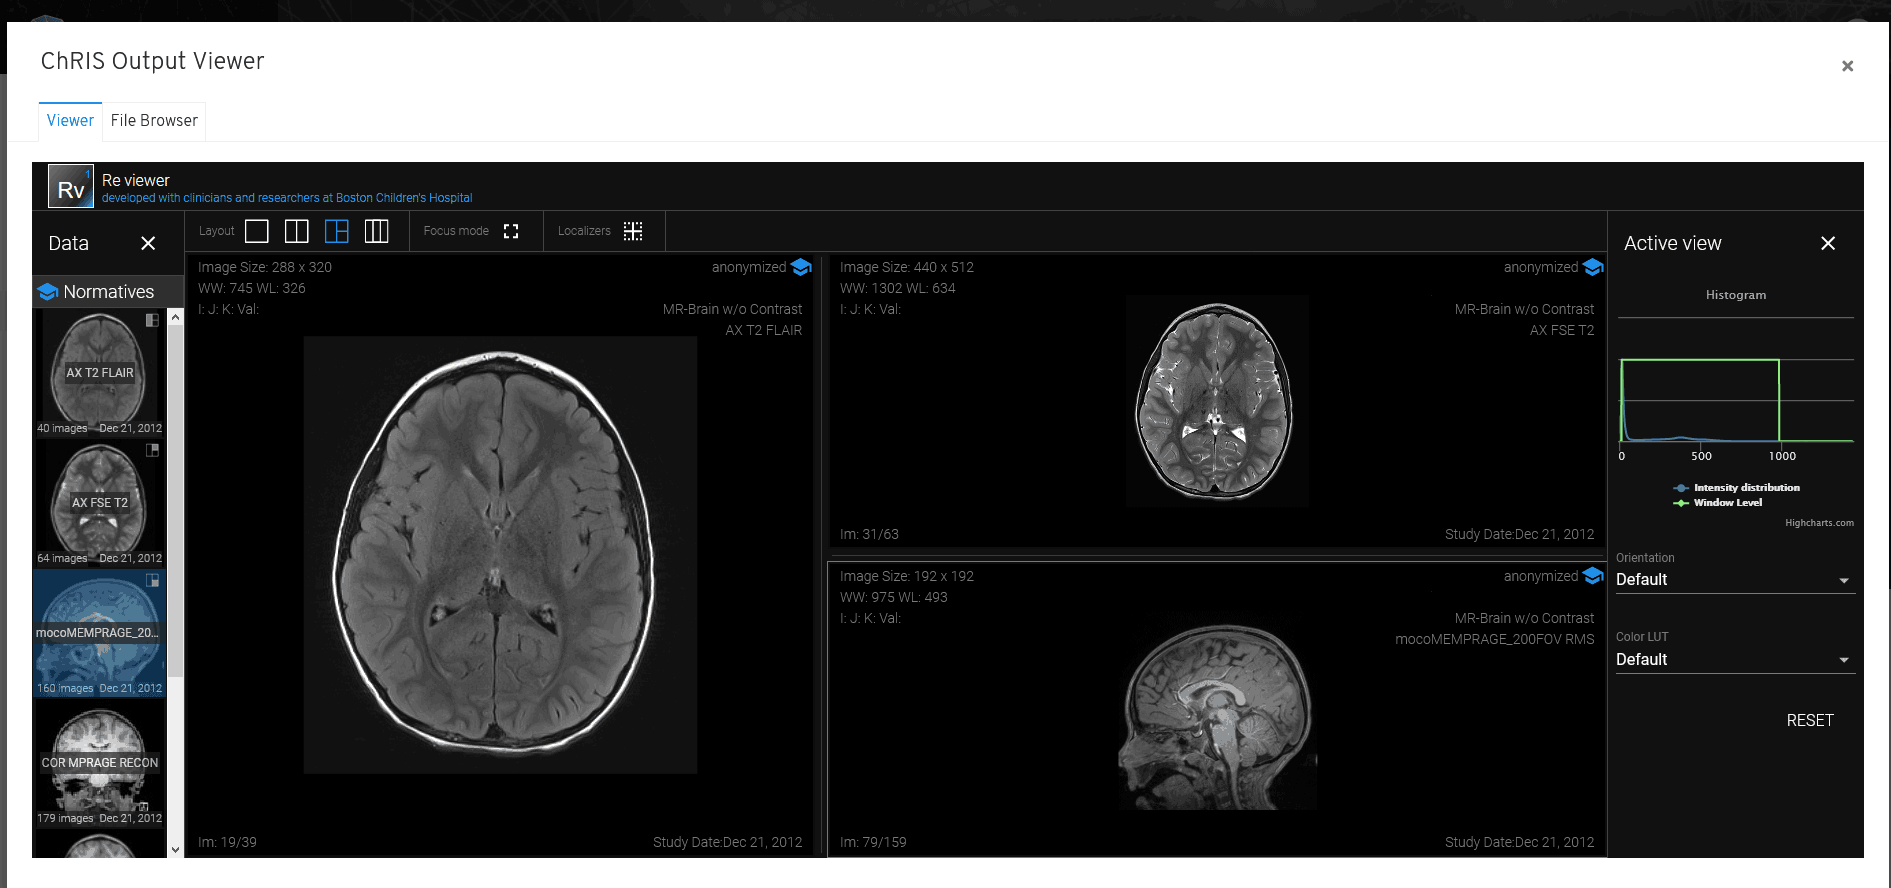 ChRIS Output Viewer
Viewer
File Browser
Rv 1
Re viewer
developed with clinicians and researchers at Boston Children's Hospital
Data
Layout
Focus mode
Localizers
Active view
Normatives
AX T2 FLAIR
40 images Dec 21, 2012
AX FSE T2
64 images Dec 21, 2012
mocoMEMPRAGE_20...
160 images Dec 21, 2012
COR MPRAGE RECON
179 images Dec 21, 2012
Image Size: 288 x 320
anonymized
WW: 745 WL: 326
I: J: K: Val:
MR-Brain w/o Contrast
AX T2 FLAIR
Im: 19/39
Study Date:Dec 21, 2012
Image Size: 440 x 512
anonymized
WW: 1302 WL: 634
I: J: K: Val:
MR-Brain w/o Contrast
AX FSE T2
Im: 31/63
Study Date:Dec 21, 2012
Image Size: 192 x 192
anonymized
WW: 975 WL: 493
I: J: K: Val:
MR-Brain w/o Contrast
mocoMEMPRAGE_200FOV RMS
Im: 79/159
Study Date:Dec 21, 2012
Histogram
0 500 1000
Intensity distribution
Window Level
Highcharts.com
Orientation
Default
Color LUT
Default
RESET